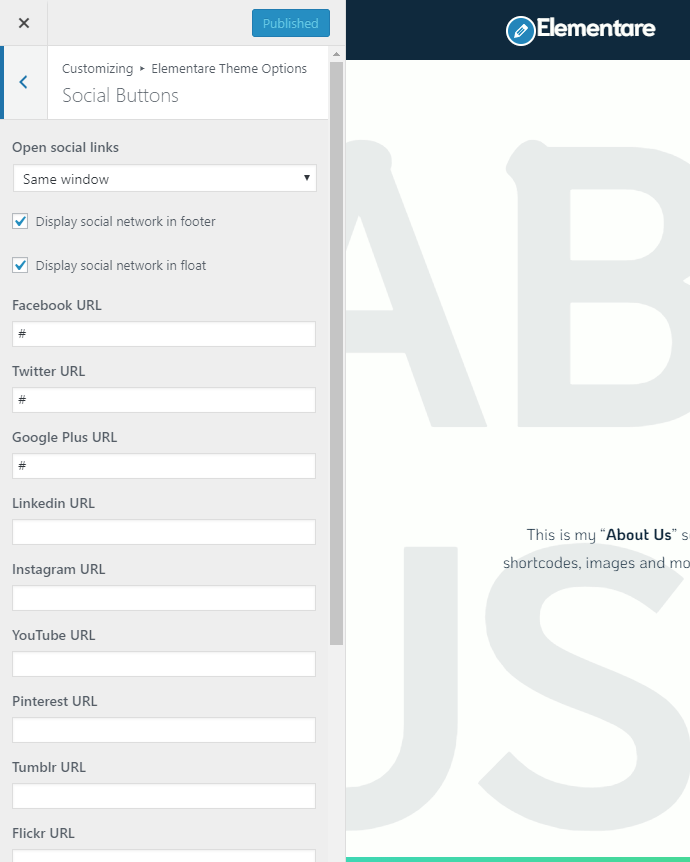 Published
Customizing ▸ Elementare Theme Options
Social Buttons
Open social links
Same window
Display social network in footer
Display social network in float
Facebook URL
#
Twitter URL
#
Google Plus URL
#
Linkedin URL
Instagram URL
YouTube URL
Pinterest URL
Tumblr URL
Flickr URL
Elementare
AB
This is my “About Us” s
shortcodes, images and mo
US